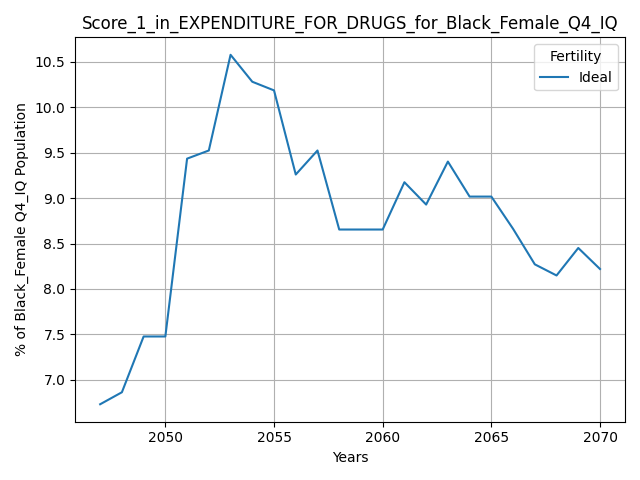 Score_1_in_EXPENDITURE_FOR_DRUGS_for_Black_Female_Q4_IQ
Fertility
Ideal
% of Black_Female Q4_IQ Population
10.5
10.0
9.5
9.0
8.5
8.0
7.5
7.0
2050 2055 2060 2065 2070
Years